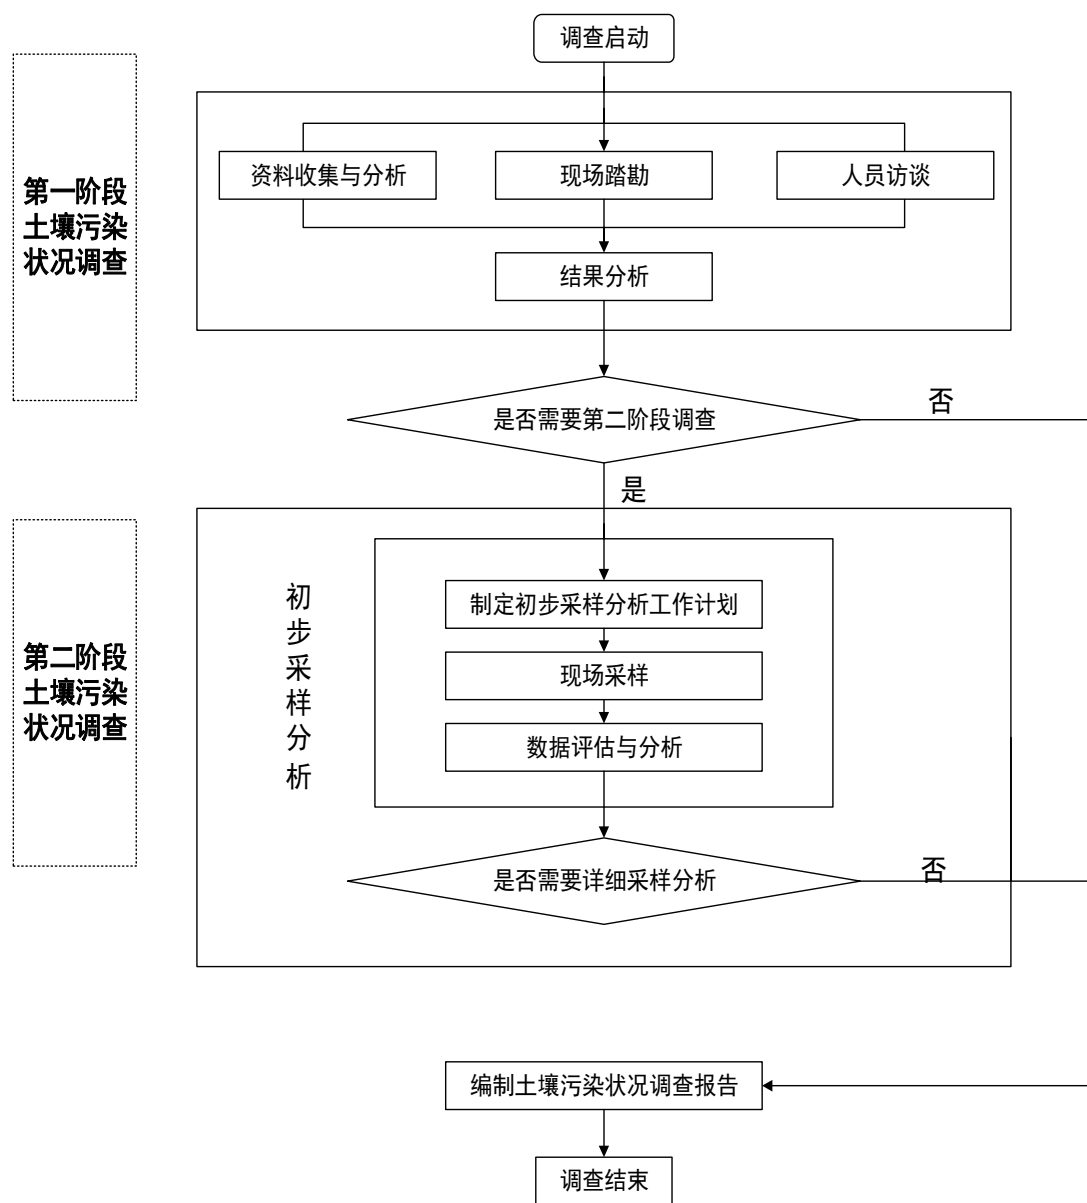 调查启动
第一阶段
土壤污染
状况调查
资料收集与分析
现场踏勘
人员访谈
结果分析
是否需要第二阶段调查
否
是
第二阶段
土壤污染
状况调查
初
步
采
样
分
析
制定初步采样分析工作计划
现场采样
数据评估与分析
是否需要详细采样分析
否
编制土壤污染状况调查报告
调查结束